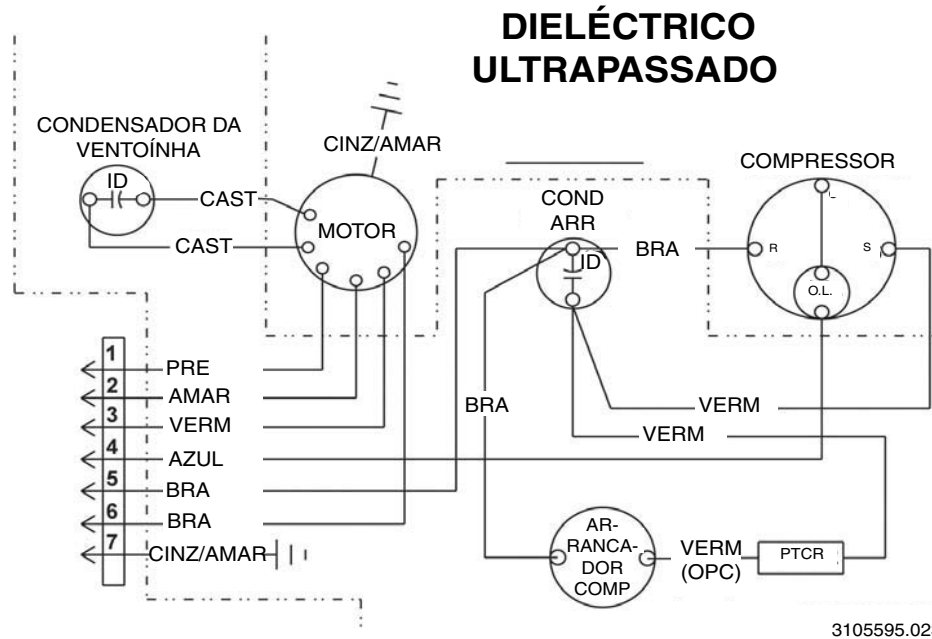 DIELÉCTRICO
ULTRAPASSADO
CONDENSADOR DA
VENTOÍNHA
ID
CAST
CAST
CINZ/AMAR
MOTOR
COND
ARR
ID
BRA
COMPRESSOR
R
S
O.L.
1
PRE
2
AMAR
3
VERM
4
AZUL
5
BRA
6
BRA
7
CINZ/AMAR
BRA
VERM
VERM
AR-
RANCA-
DOR
COMP
VERM
(OPC)
PTCR
3105595.02